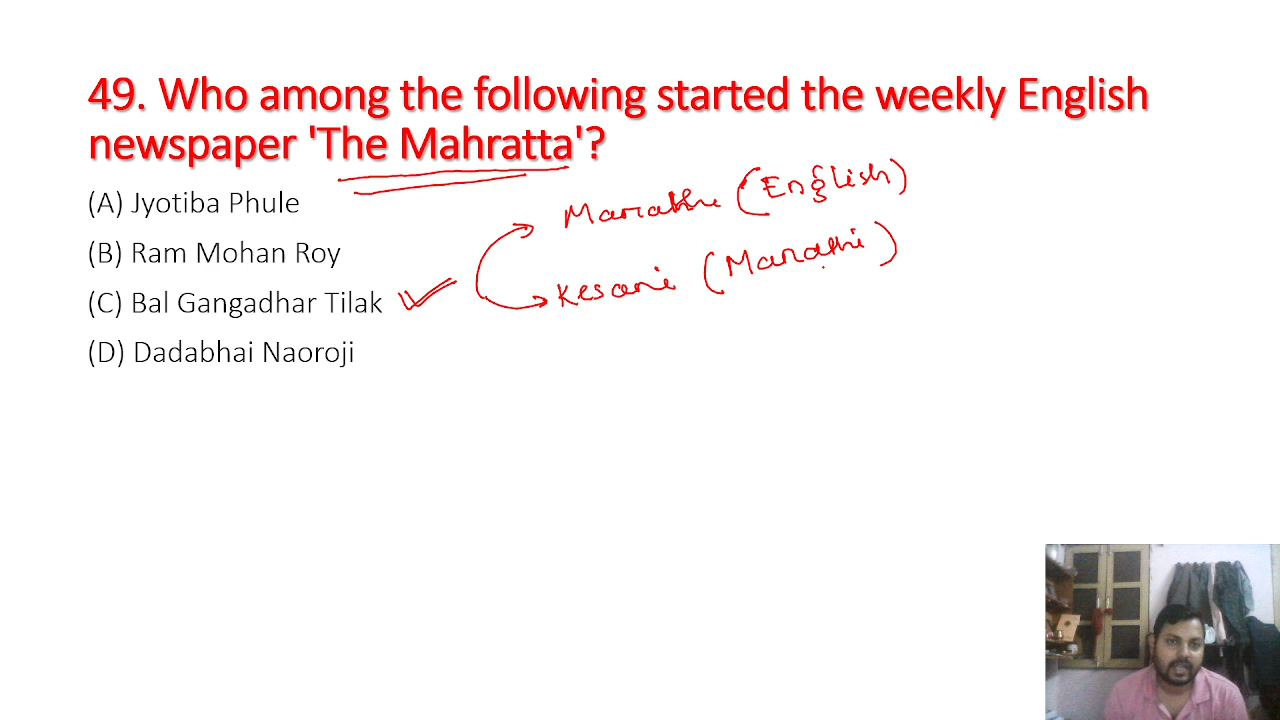 49. Who among the following started the weekly English
newspaper 'The Mahratta'?
(A) Jyotiba Phule
(B) Ram Mohan Roy
(C) Bal Gangadhar Tilak
(D) Dadabhai Naoroji
Marathe (English)
Kesarie (Marathi)